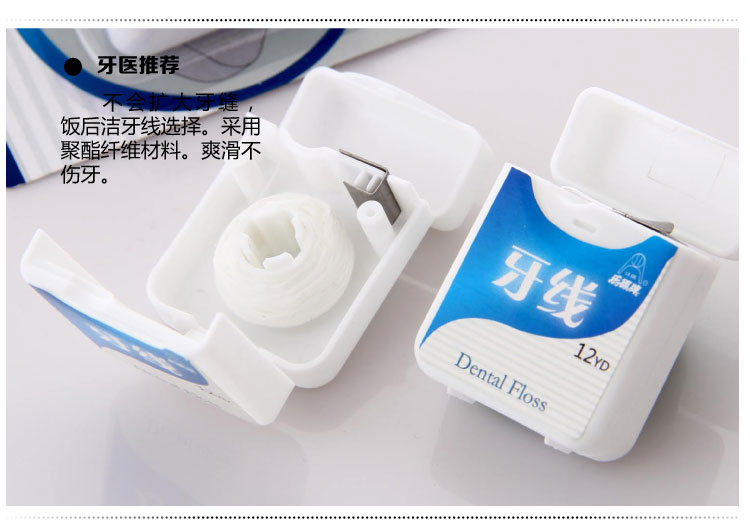 ● 牙医推荐
不会扩大牙缝，
饭后洁牙线选择。采用
聚酯纤维材料。爽滑不
伤牙。
牙线
12YD
Dental Floss